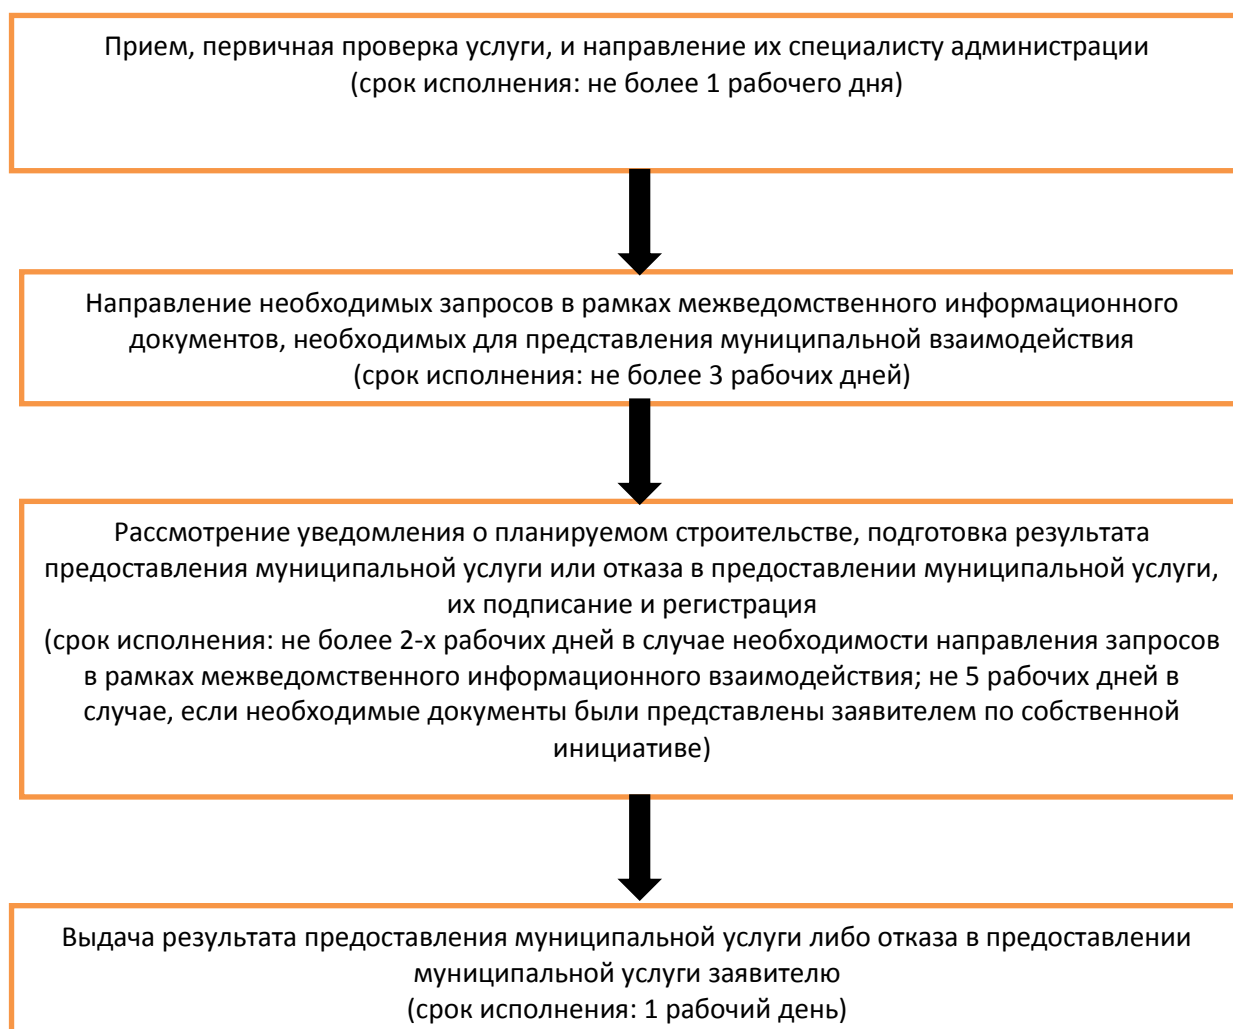 Прием, первичная проверка услуги, и направление их специалисту администрации
(срок исполнения: не более 1 рабочего дня)
Направление необходимых запросов в рамках межведомственного информационного
документов, необходимых для представления муниципальной взаимодействия
(срок исполнения: не более 3 рабочих дней)
Рассмотрение уведомления о планируемом строительстве, подготовка результата
предоставления муниципальной услуги или отказа в предоставлении муниципальной услуги,
их подписание и регистрация
(срок исполнения: не более 2-х рабочих дней в случае необходимости направления запросов
в рамках межведомственного информационного взаимодействия; не 5 рабочих дней в
случае, если необходимые документы были представлены заявителем по собственной
инициативе)
Выдача результата предоставления муниципальной услуги либо отказа в предоставлении
муниципальной услуги заявителю
(срок исполнения: 1 рабочий день)